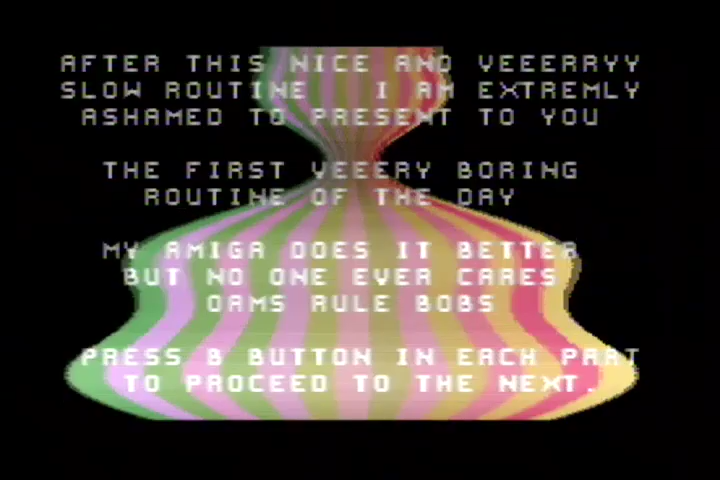 AFTER THIS NICE AND VEEERRYY
SLOW ROUTINE I AM EXTREMLY
ASHAMED TO PRESENT TO YOU
THE FIRST VEEERY BORING
ROUTINE OF THE DAY
MY AMIGA DOES IT BETTER
BUT NO ONE EVER CARES
OAMS RULE BOBS
PRESS B BUTTON IN EACH PART
TO PROCEED TO THE NEXT.